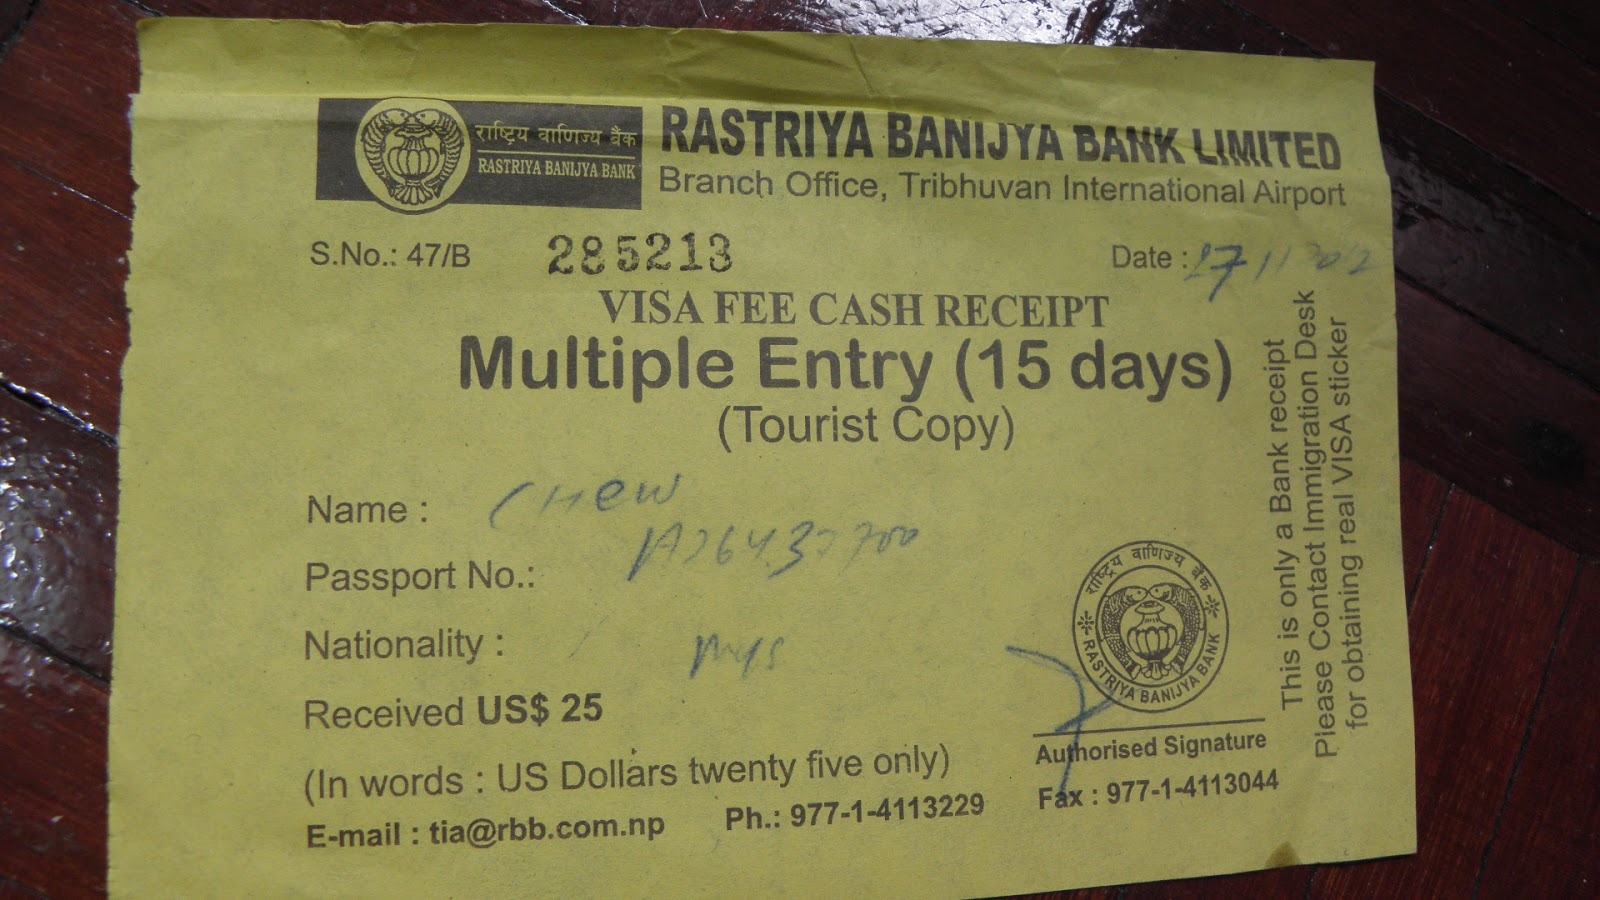 राष्ट्रिय वाणिज्य बैंक
RASTRIYA BANIJYA BANK
RASTRIYA BANIJYA BANK LIMITED
Branch Office, Tribhuvan International Airport
S.No.: 47/B 285213 Date :
VISA FEE CASH RECEIPT
Multiple Entry (15 days)
(Tourist Copy)
Name : CHEW
Passport No.:
Nationality : mys
Received US$ 25
(In words : US Dollars twenty five only)
E-mail : tia@rbb.com.np Ph.: 977-1-4113229
राष्ट्रिय वाणिज्य बैंक
RASTRIYA BANIJYA BANK
Authorised Signature
Fax : 977-1-4113044
This is only a Bank receipt
Please Contact Immigration Desk
for obtaining real VISA sticker